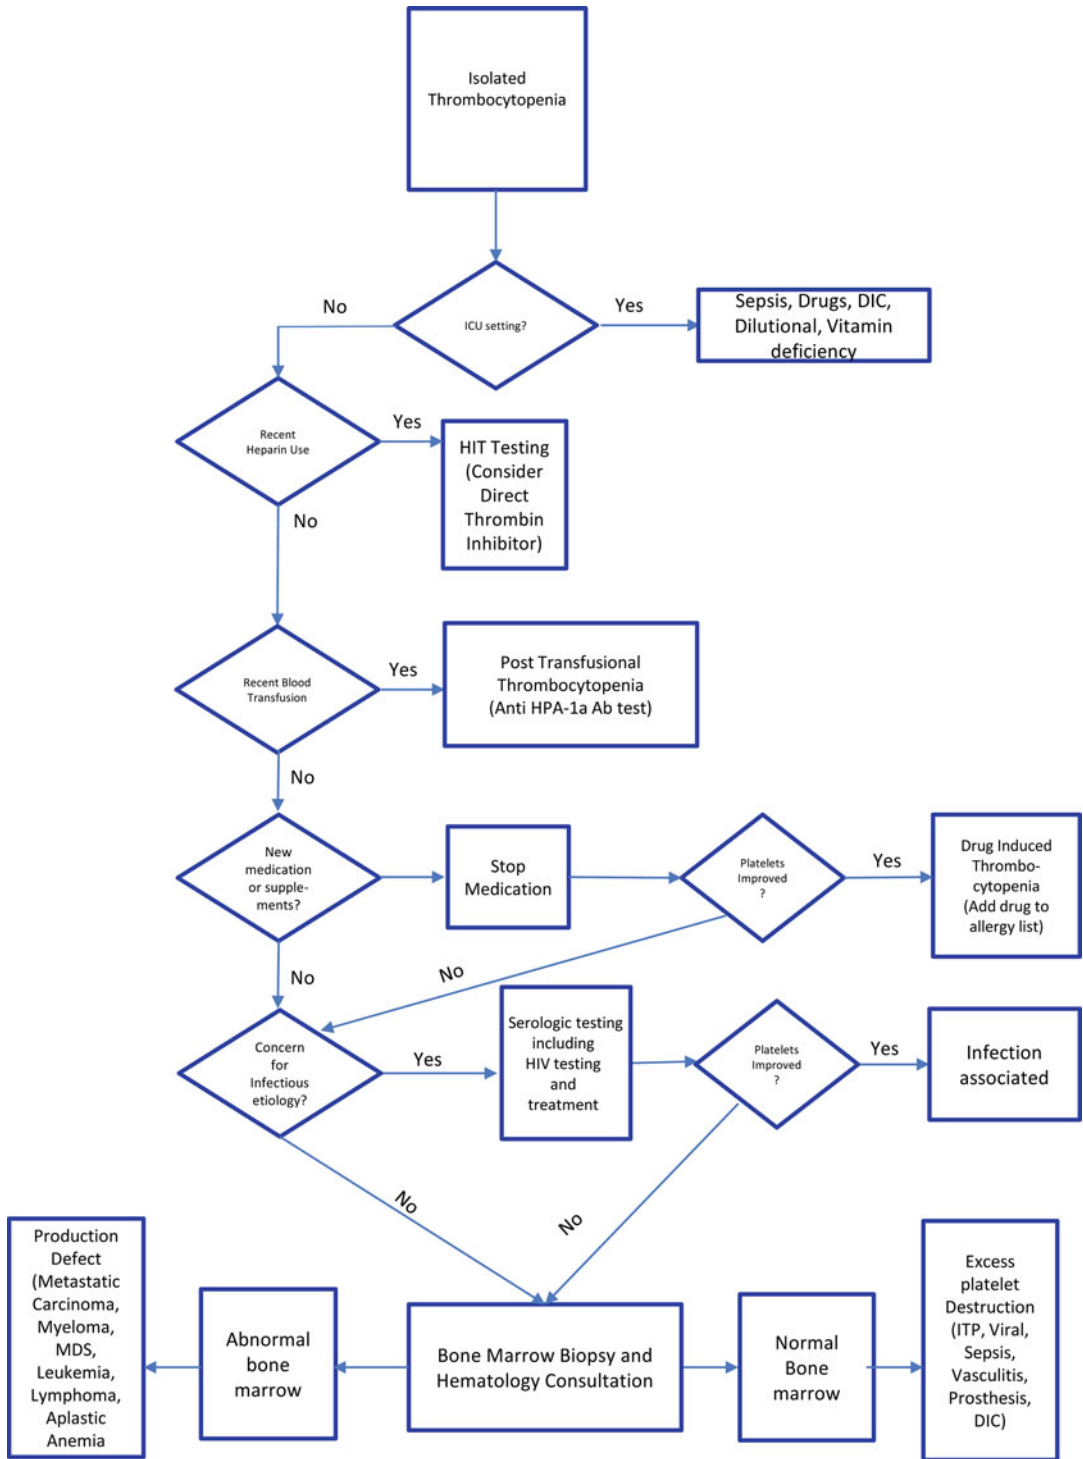 Isolated
Thrombocytopenia
No
ICU setting?
Yes
Sepsis, Drugs, DIC,
Dilutional, Vitamin
deficiency
Recent
Heparin Use
Yes
HIT Testing
(Consider
Direct
Thrombin
Inhibitor)
No
Recent Blood
Transfusion
Yes
Post Transfusional
Thrombocytopenia
(Anti HPA-1a Ab test)
No
New
medication
or supple-
ments?
Stop
Medication
Platelets
Improved
?
Yes
Drug Induced
Thrombo-
cytopenia
(Add drug to
allergy list)
No
No
Concern
for
Infectious
etiology?
Yes
Serologic testing
including
HIV testing
and
treatment
Platelets
Improved
?
Yes
Infection
associated
No
No
Production
Defect
(Metastatic
Carcinoma,
Myeloma,
MDS,
Leukemia,
Lymphoma,
Aplastic
Anemia
Abnormal
bone
marrow
Bone Marrow Biopsy and
Hematology Consultation
Normal
Bone
marrow
Excess
platelet
Destruction
(ITP, Viral,
Sepsis,
Vasculitis,
Prosthesis,
DIC)